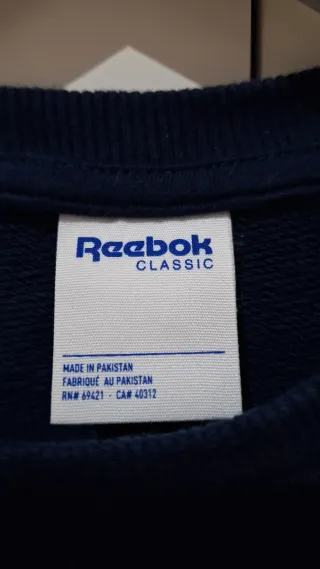 Reebok
CLASSIC
MADE IN PAKISTAN
FABRIQUÉ AU PAKISTAN
RN# 69421 - CA# 40312